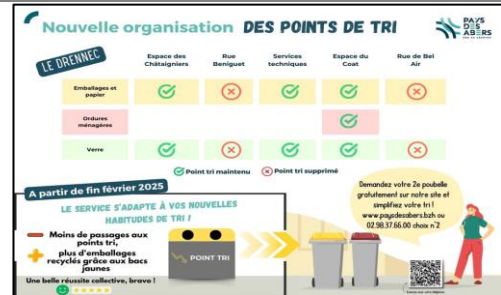 Nouvelle organisation DES POINTS DE TRI
PAYS
DES
ABERS
LE DRENNEC
Espace des Châtaigniers
Rue Beniguet
Services techniques
Espace du Coat
Rue de Bel Air
Emballages et papier
Ordures ménagères
Verre
Point tri maintenu
Point tri supprimé
A partir de fin février 2025
LE SERVICE S'ADAPTE À VOS NOUVELLES
HABITUDES DE TRI !
Moins de passages aux
points tri,
plus d'emballages
recyclés grâce aux bacs
jaunes
Une belle réussite collective, bravo !
POINT TRI
Demandez votre 2e poubelle
gratuitement sur notre site et
simplifiez votre tri !
www.paysdesabers.bzh ou
02.98.37.66.00 choix n°2